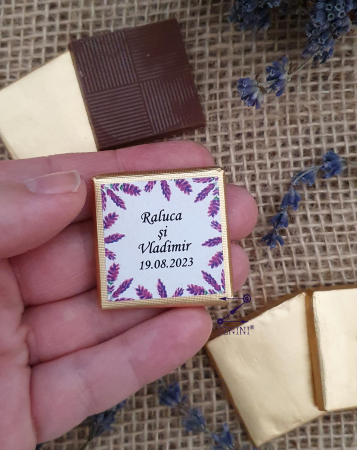 Raluca
și
Vladimir
19.08.2023